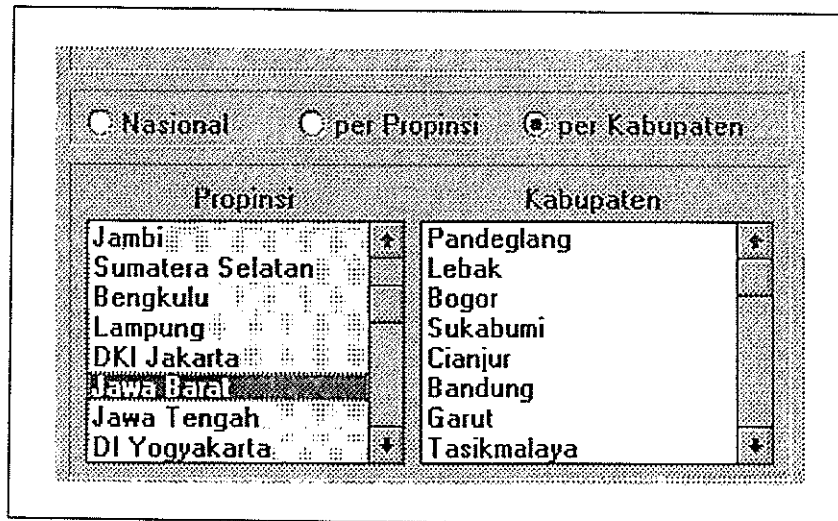 Nasional per Propinsi per Kabupaten
Propinsi
Jambi
Sumatera Selatan
Bengkulu
Lampung
DKI Jakarta
Jawa Barat
Jawa Tengah
DI Yogyakarta
Kabupaten
Pandeglang
Lebak
Bogor
Sukabumi
Cianjur
Bandung
Garut
Tasikmalaya